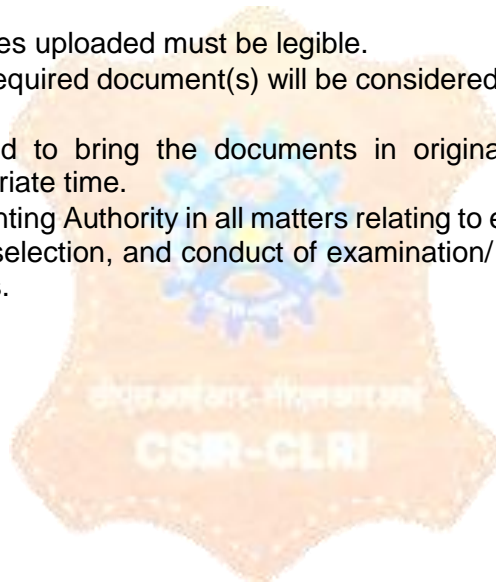 es uploaded must be legible.
equired document(s) will be considered
d to bring the documents in origina
riate time.
nting Authority in all matters relating to e
selection, and conduct of examination/
s.
CSIR-CLRI